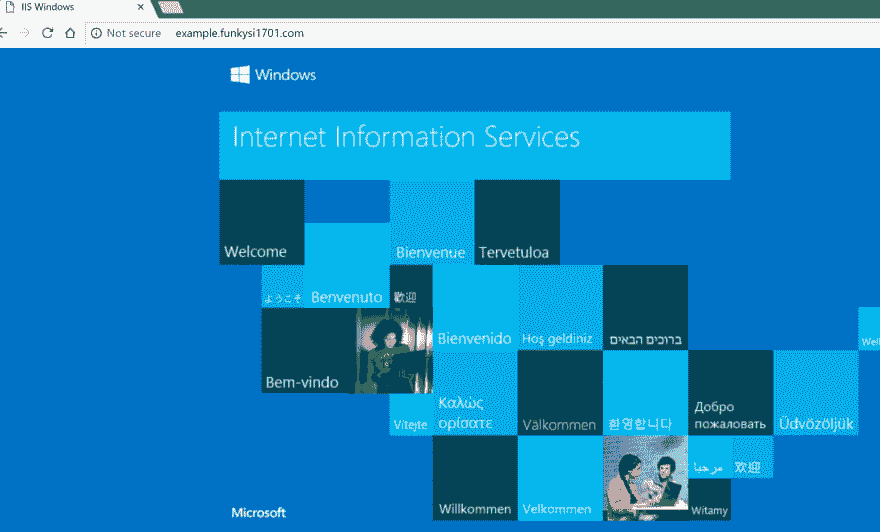 IIS Windows
Not secure
example.funkysi1701.com
Windows
Internet Information Services
Welcome
Bienvenue
Tervetuloa
ようこそ
Benvenuto
歡迎
Bienvenido
Hoş geldiniz
ברוכים הבאים
Bem-vindo
Vítejte
Καλώς
ορίσατε
Välkommen
환영합니다
Добро
пожаловать
Üdvözöljük
مرحبا
欢迎
Willkommen
Velkommen
Witamy
Microsoft